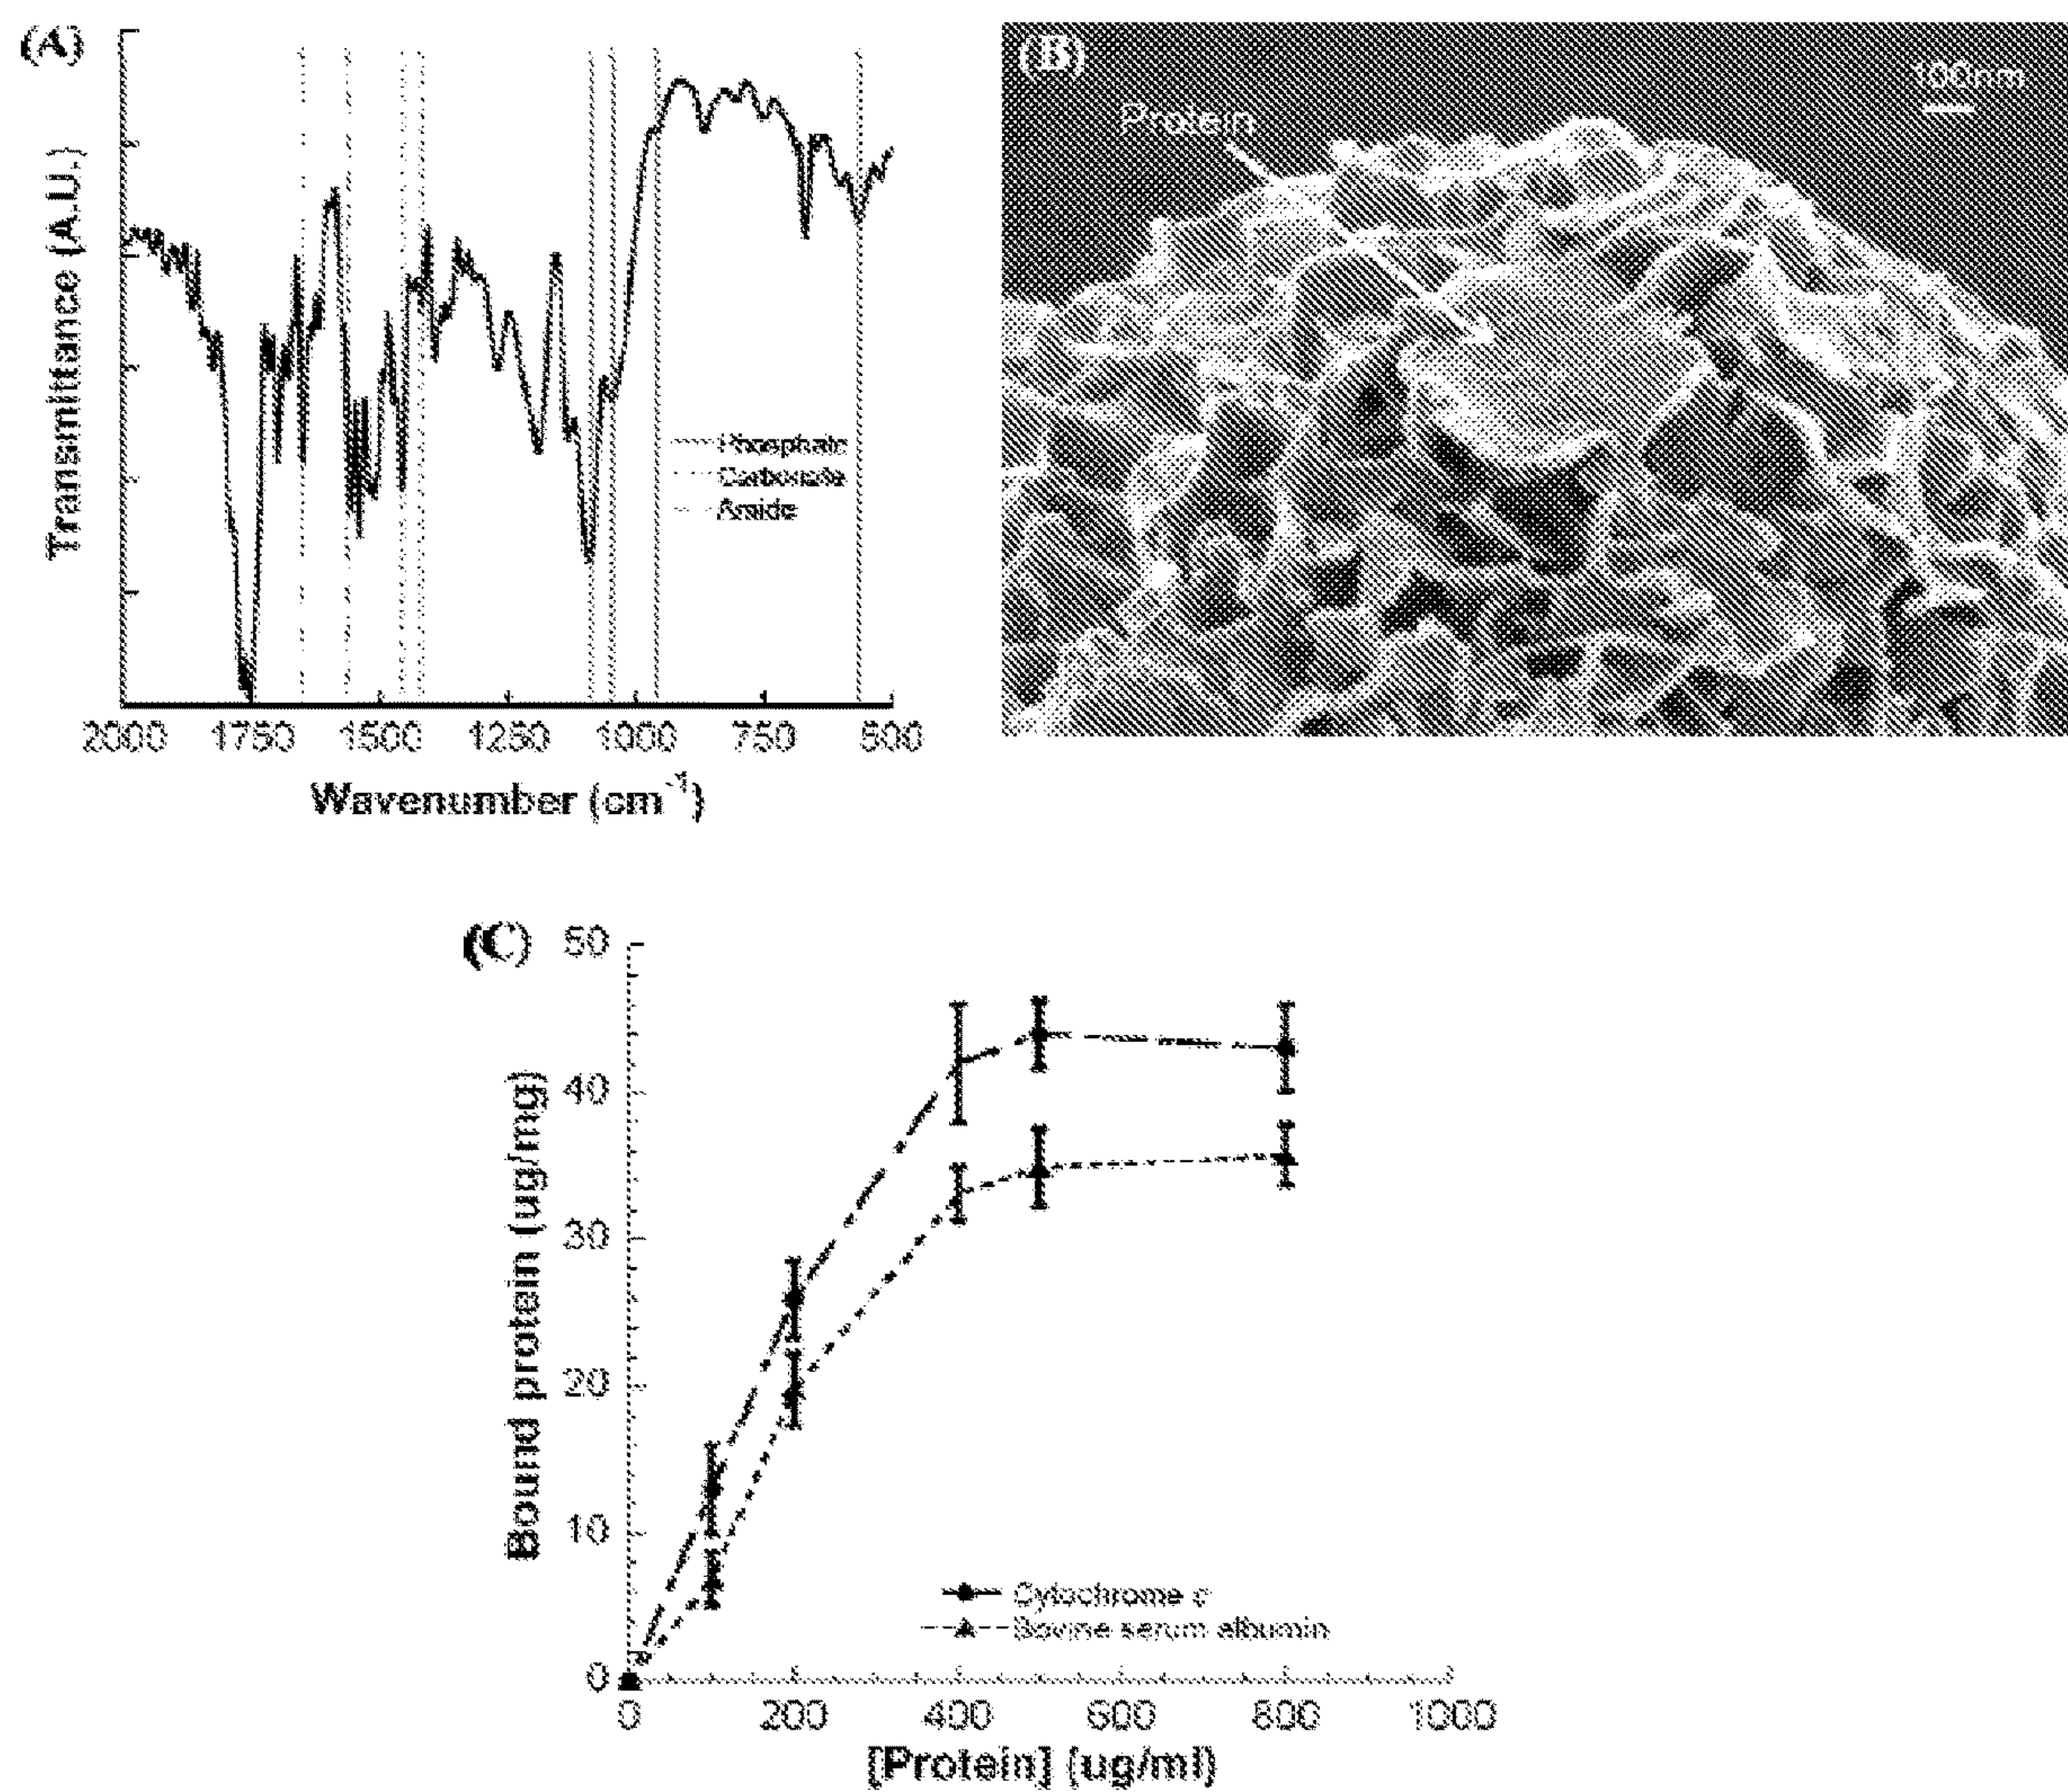 (A)
Transmittance (A.U.)
Phosphate
Carbonate
Amide
2000 1750 1500 1250 1000 750 500
Wavenumber (cm⁻¹)
(B)
100nm
Protein
(C)
50
40
30
20
10
0
Bound protein (ug/mg)
Cytochrome c
Bovine serum albumin
0 200 400 600 800 1000
[Protein] (ug/ml)